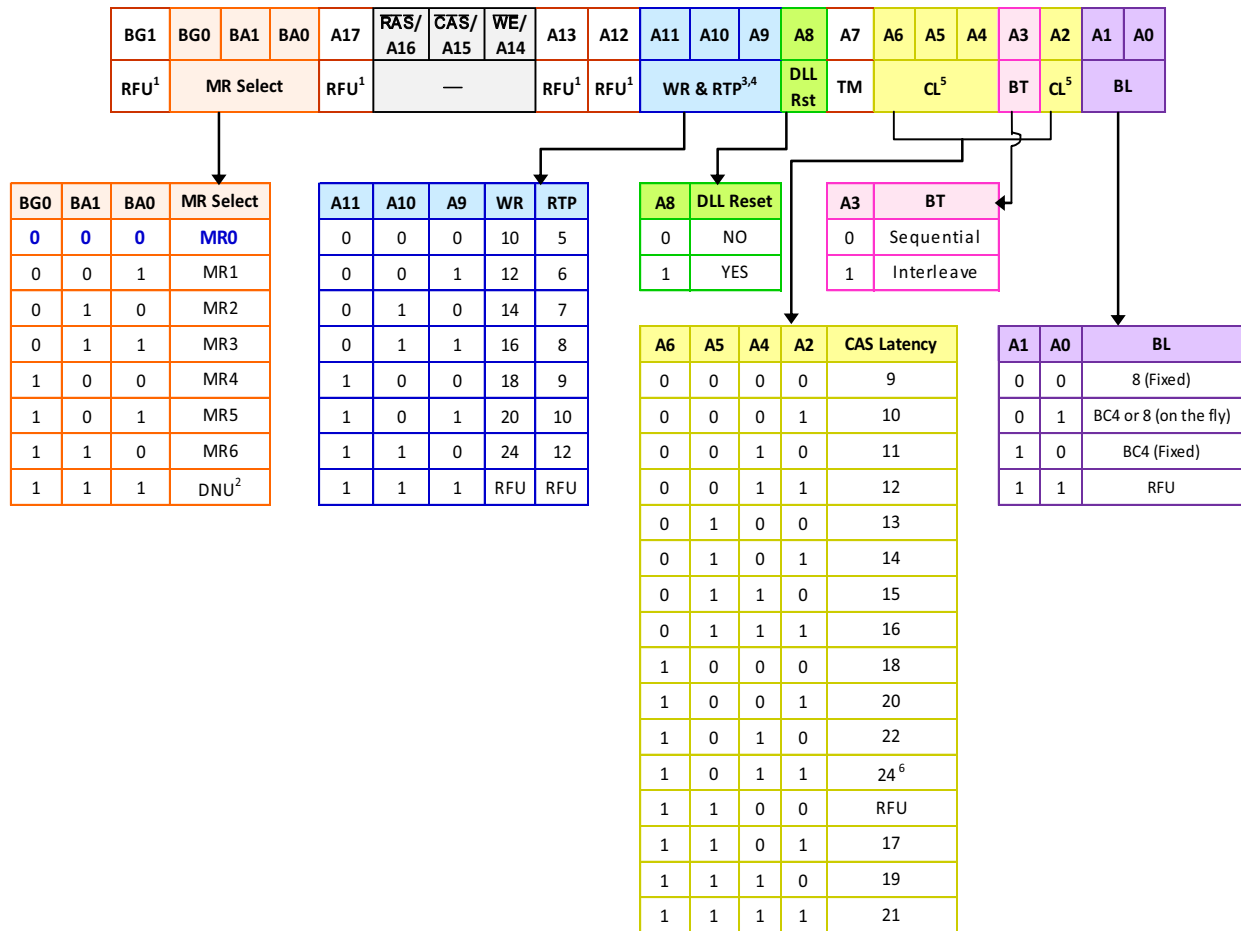 BG1 BG0 BA1 BA0 A17 RAS/ A16 CAS/ A15 WE/ A14 A13 A12 A11 A10 A9 A8 A7 A6 A5 A4 A3 A2 A1 A0
RFU1 MR Select RFU1 — RFU1 RFU1 WR & RTP3,4 DLL Rst TM CL5 BT CL5 BL
BG0 BA1 BA0 MR Select
0 0 0 MR0
0 0 1 MR1
0 1 0 MR2
0 1 1 MR3
1 0 0 MR4
1 0 1 MR5
1 1 0 MR6
1 1 1 DNU2
A11 A10 A9 WR RTP
0 0 0 10 5
0 0 1 12 6
0 1 0 14 7
0 1 1 16 8
1 0 0 18 9
1 0 1 20 10
1 1 0 24 12
1 1 1 RFU RFU
A8 DLL Reset
0 NO
1 YES
A3 BT
0 Sequential
1 Interleave
A6 A5 A4 A2 CAS Latency
0 0 0 0 9
0 0 0 1 10
0 0 1 0 11
0 0 1 1 12
0 1 0 0 13
0 1 0 1 14
0 1 1 0 15
0 1 1 1 16
1 0 0 0 18
1 0 0 1 20
1 0 1 0 22
1 0 1 1 24 6
1 1 0 0 RFU
1 1 0 1 17
1 1 1 0 19
1 1 1 1 21
A1 A0 BL
0 0 8 (Fixed)
0 1 BC4 or 8 (on the fly)
1 0 BC4 (Fixed)
1 1 RFU